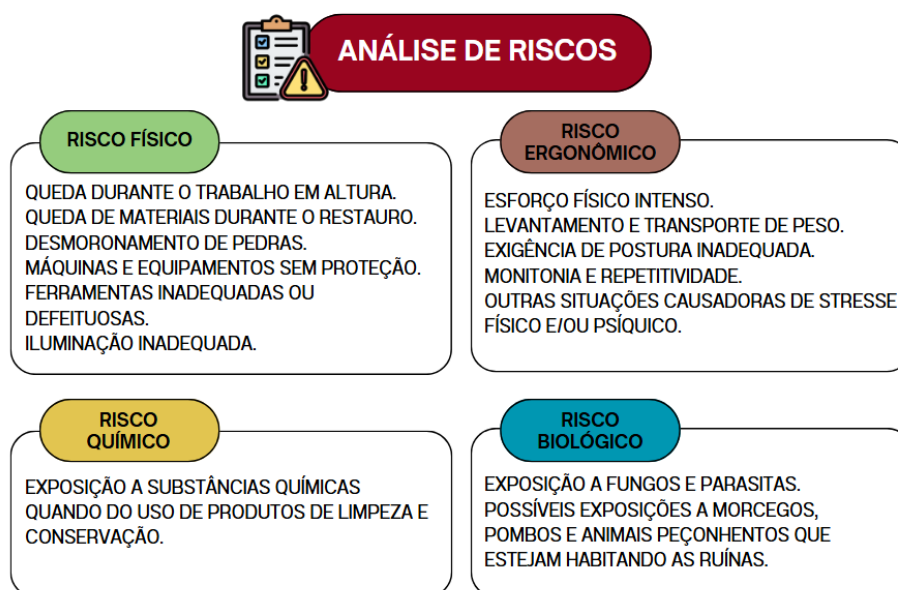 ANÁLISE DE RISCOS
RISCO FÍSICO
QUEDA DURANTE O TRABALHO EM ALTURA.
QUEDA DE MATERIAIS DURANTE O RESTAURO.
DESMORONAMENTO DE PEDRAS.
MÁQUINAS E EQUIPAMENTOS SEM PROTEÇÃO.
FERRAMENTAS INADEQUADAS OU
DEFEITUOSAS.
ILUMINAÇÃO INADEQUADA.
RISCO
ERGONÔMICO
ESFORÇO FÍSICO INTENSO.
LEVANTAMENTO E TRANSPORTE DE PESO.
EXIGÊNCIA DE POSTURA INADEQUADA.
MONITONIA E REPETITIVIDADE.
OUTRAS SITUAÇÕES CAUSADORAS DE STRESSE
FÍSICO E/OU PSÍQUICO.
RISCO
QUÍMICO
EXPOSIÇÃO A SUBSTÂNCIAS QUÍMICAS
QUANDO DO USO DE PRODUTOS DE LIMPEZA E
CONSERVAÇÃO.
RISCO
BIOLÓGICO
EXPOSIÇÃO A FUNGOS E PARASITAS.
POSSÍVEIS EXPOSIÇÕES A MORCEGOS,
POMBOS E ANIMAIS PEÇONHENTOS QUE
ESTEJAM HABITANDO AS RUÍNAS.